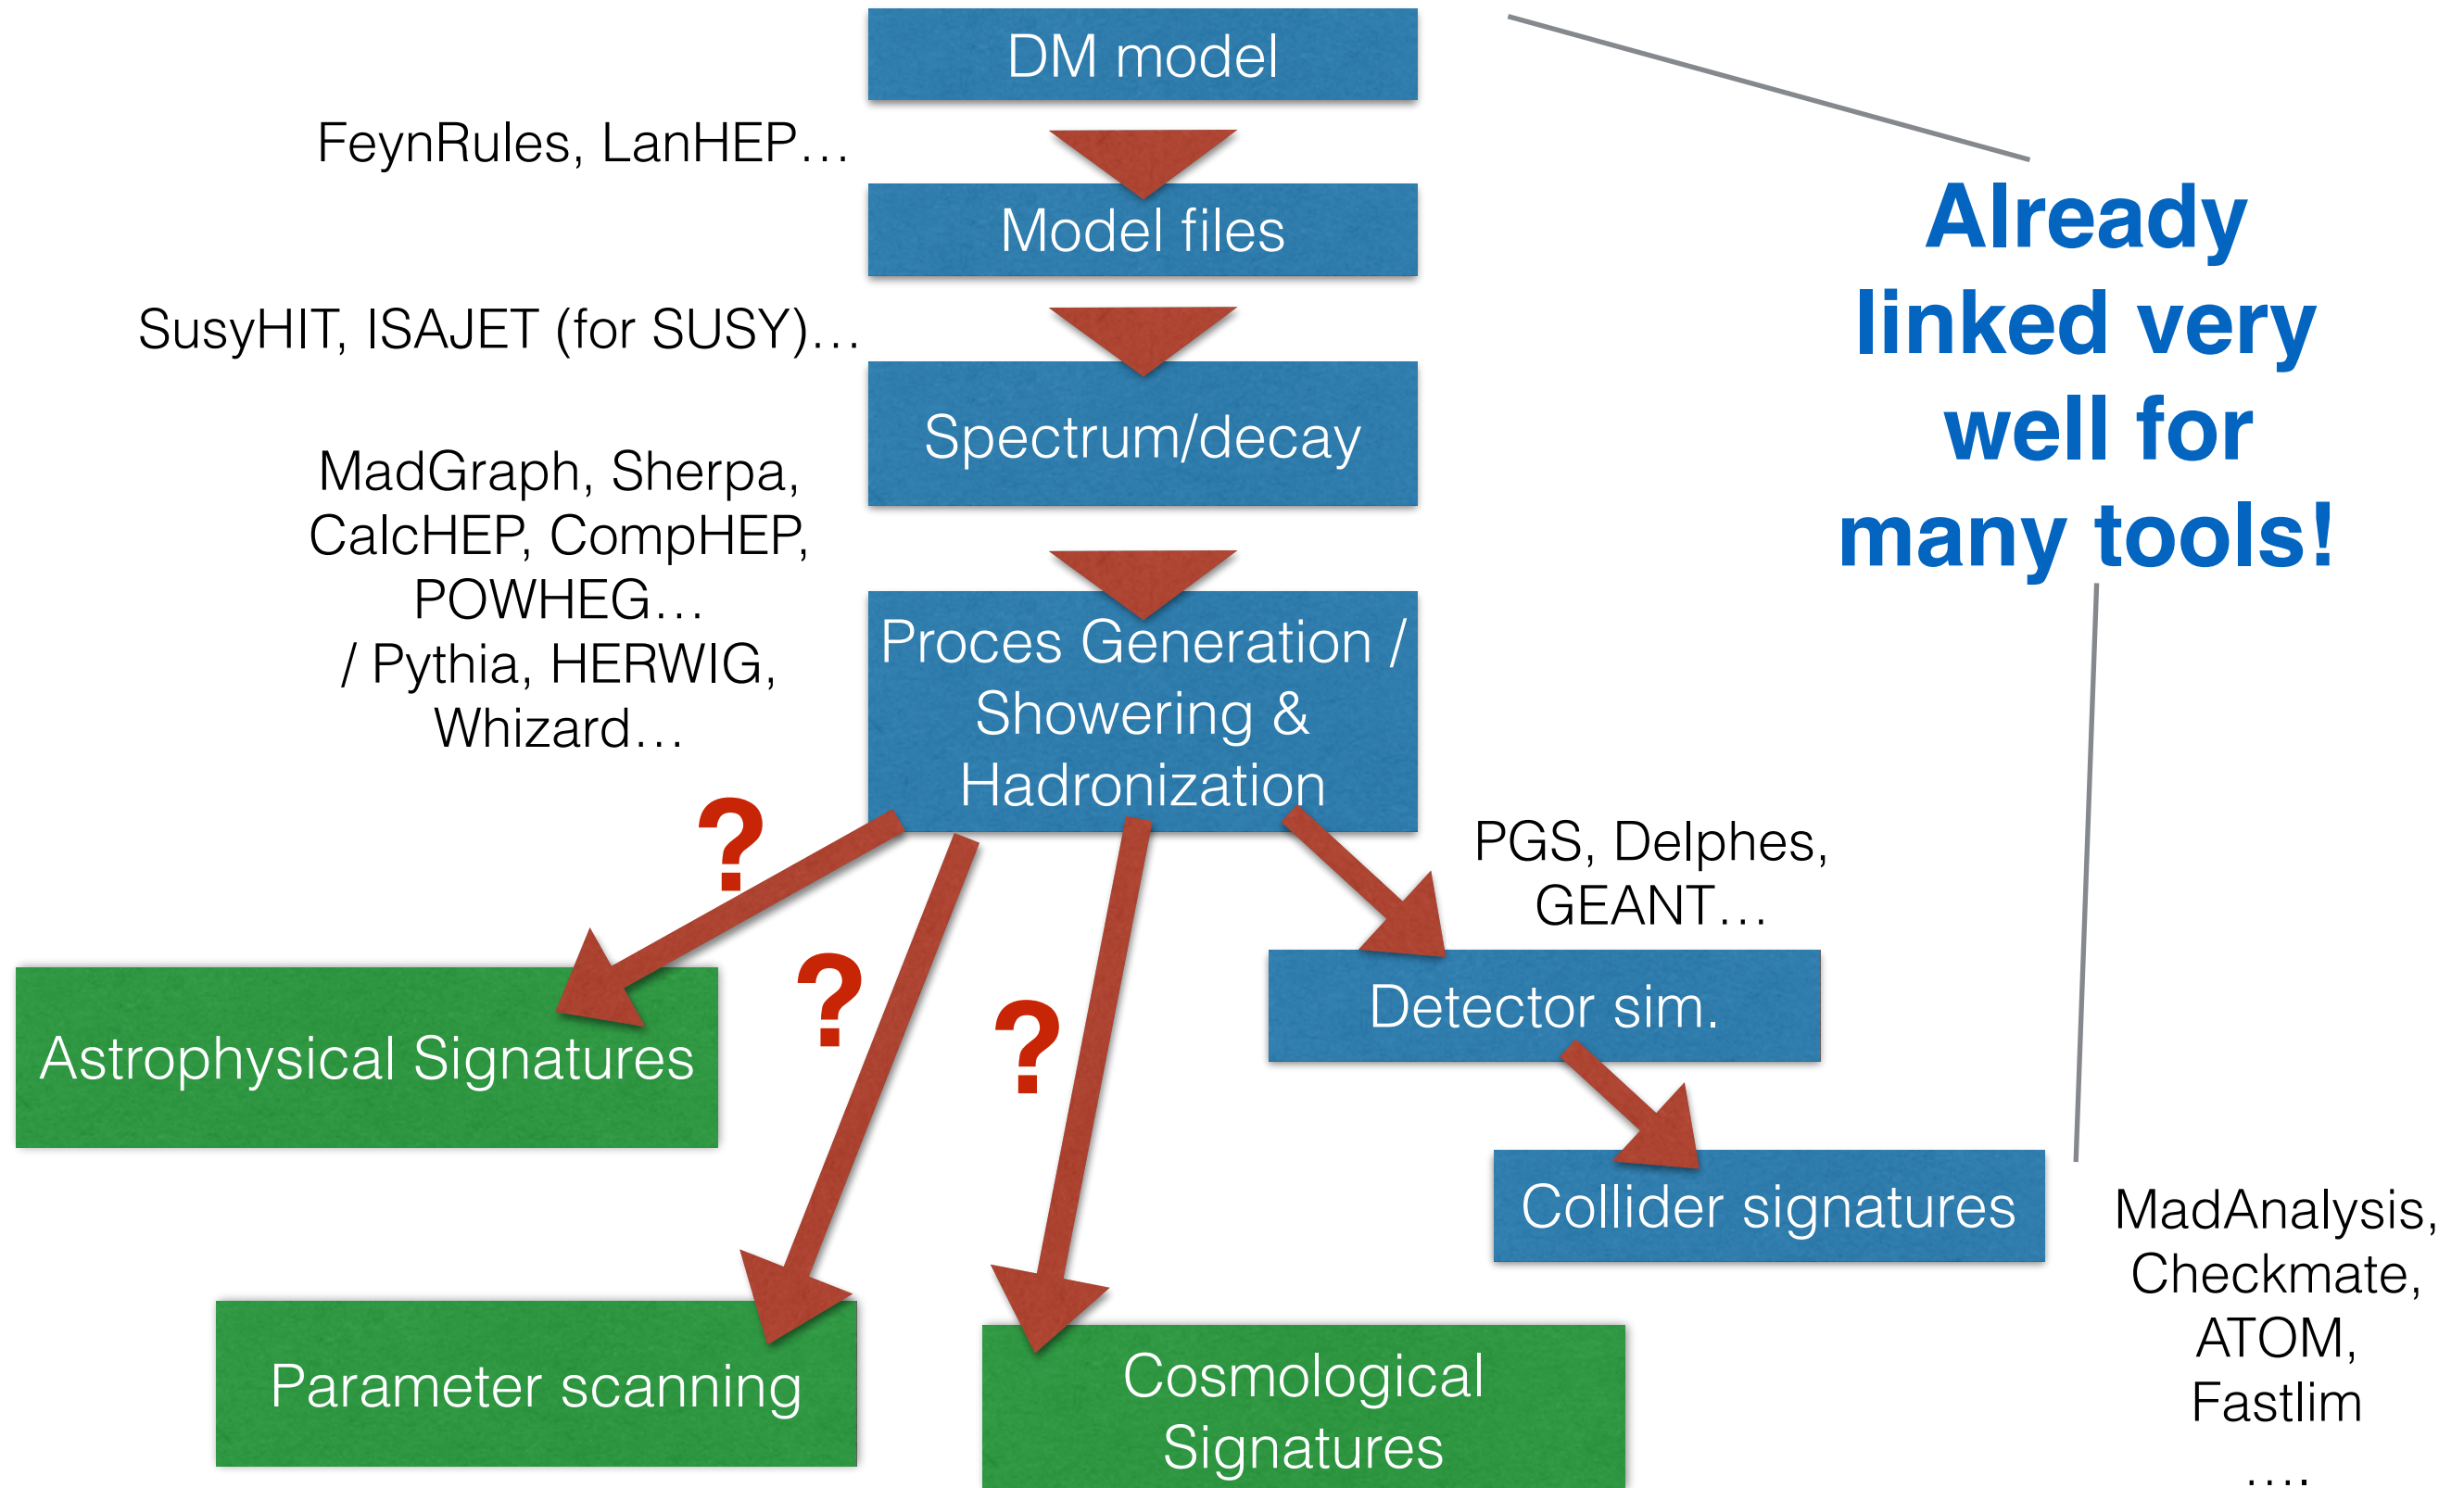 DM model
FeynRules, LanHEP…
Model files
Already
linked very
well for
many tools!
SusyHIT, ISAJET (for SUSY)…
Spectrum/decay
MadGraph, Sherpa,
CalcHEP, CompHEP,
POWHEG…
/ Pythia, HERWIG,
Whizard…
Proces Generation /
Showering &
Hadronization
?
?
?
PGS, Delphes,
GEANT…
Detector sim.
Astrophysical Signatures
Collider signatures
MadAnalysis,
Checkmate,
ATOM,
Fastlim
….
Parameter scanning
Cosmological
Signatures